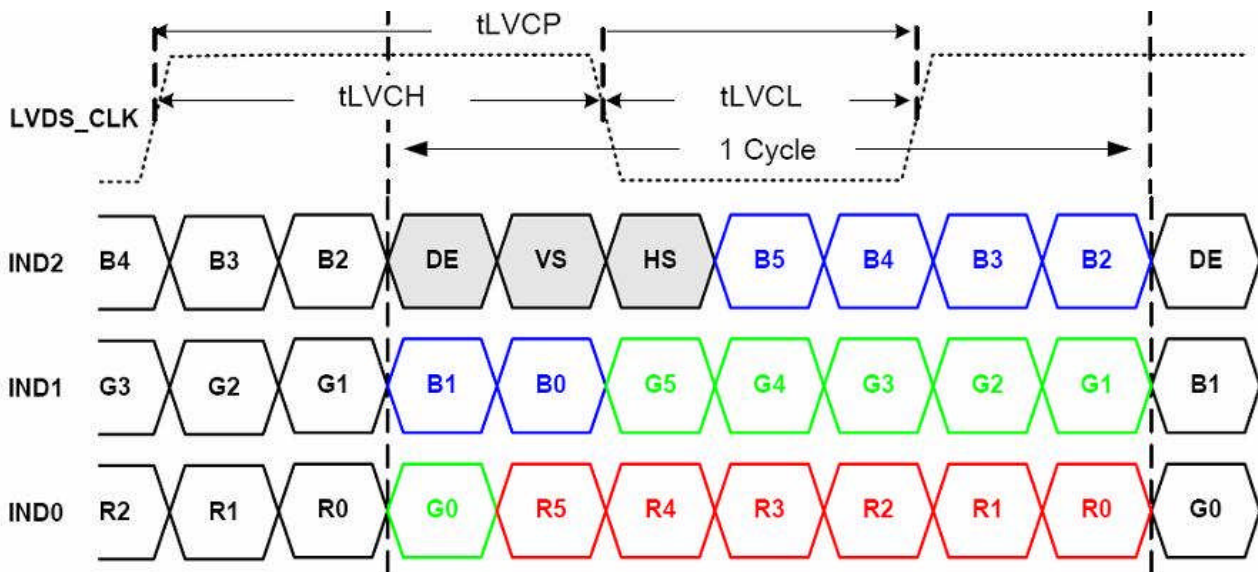 tLVCP
tLVCH tLVCL
LVDS_CLK
1 Cycle
IND2 B4 B3 B2 DE VS HS B5 B4 B3 B2 DE
IND1 G3 G2 G1 B1 B0 G5 G4 G3 G2 G1 B1
IND0 R2 R1 R0 G0 R5 R4 R3 R2 R1 R0 G0